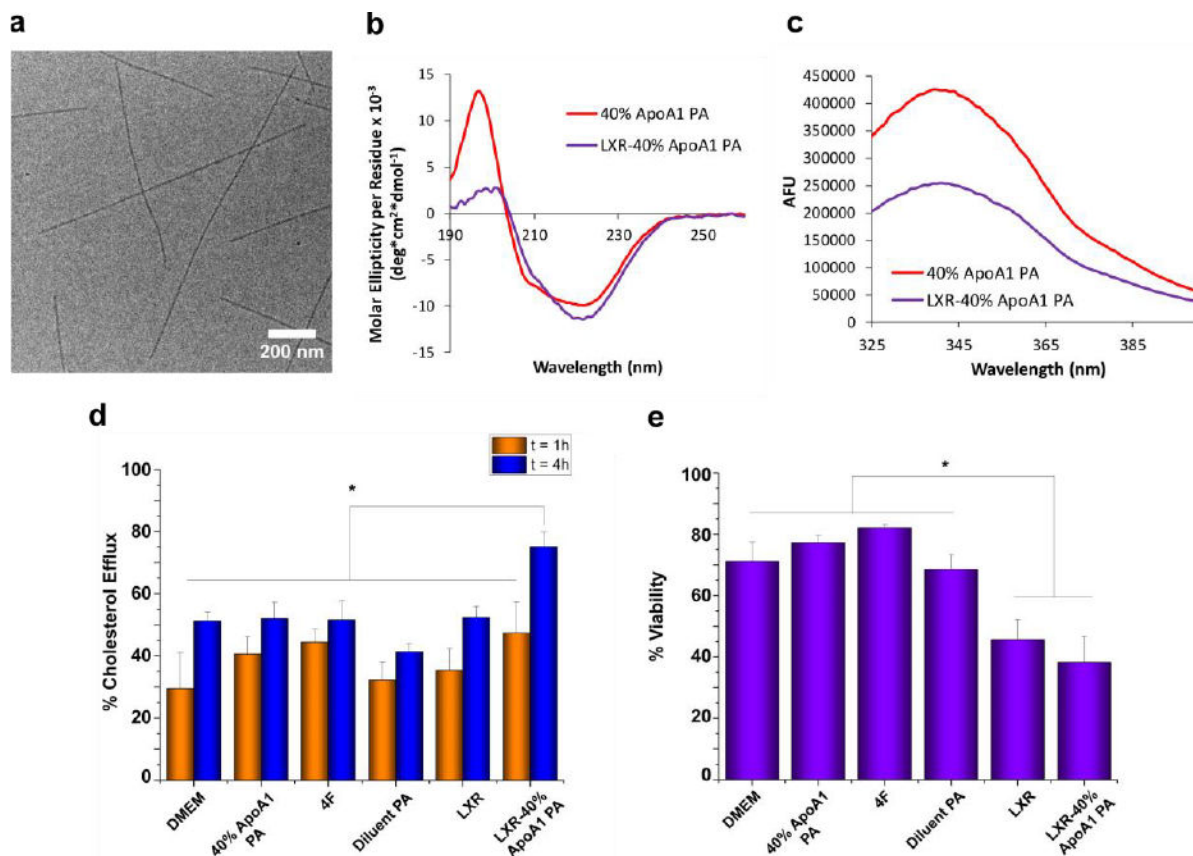 a
200 nm
b
Molar Ellipticity per Residue x 10⁻³
(deg*cm²*dmol⁻¹)
15
10
5
0
-5
-10
-15
190
210
230
250
40% ApoA1 PA
LXR-40% ApoA1 PA
Wavelength (nm)
c
AFU
450000
400000
350000
300000
250000
200000
150000
100000
50000
0
325
345
365
385
40% ApoA1 PA
LXR-40% ApoA1 PA
Wavelength (nm)
d
t = 1h
t = 4h
% Cholesterol Efflux
100
80
60
40
20
0
*
DMEM
40% ApoA1
PA
4F
Diluent PA
LXR
LXR-40%
ApoA1 PA
e
% Viability
100
80
60
40
20
0
*
DMEM
40% ApoA1
PA
4F
Diluent PA
LXR
LXR-40%
ApoA1 PA